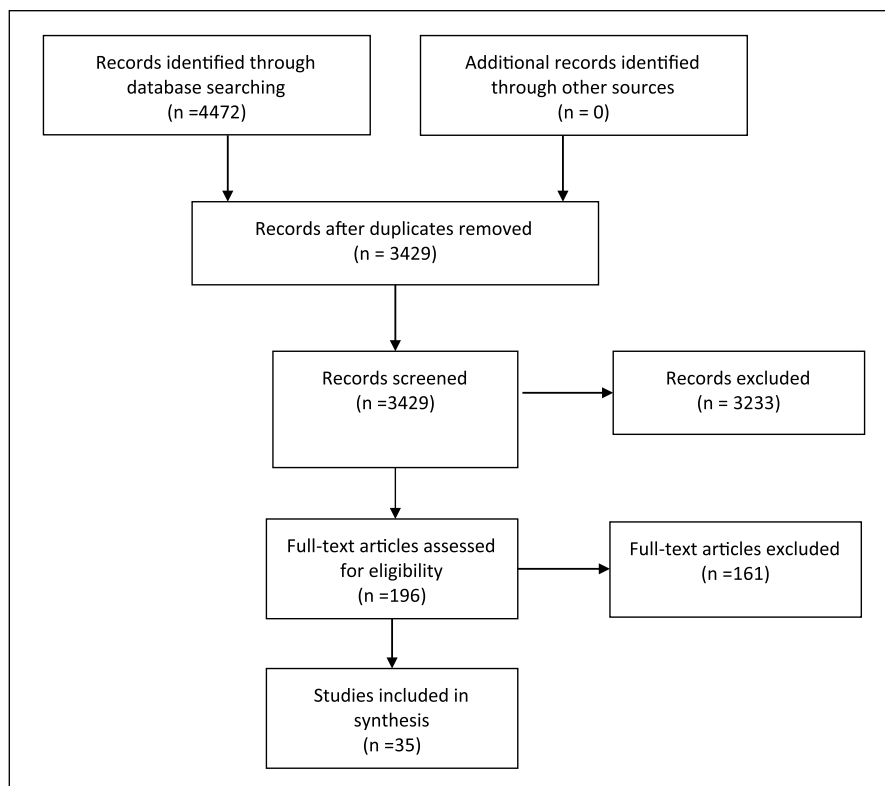 Records identified through
database searching
(n =4472)
Additional records identified
through other sources
(n = 0)
Records after duplicates removed
(n = 3429)
Records screened
(n =3429)
Records excluded
(n = 3233)
Full-text articles assessed
for eligibility
(n =196)
Full-text articles excluded
(n =161)
Studies included in
synthesis
(n =35)